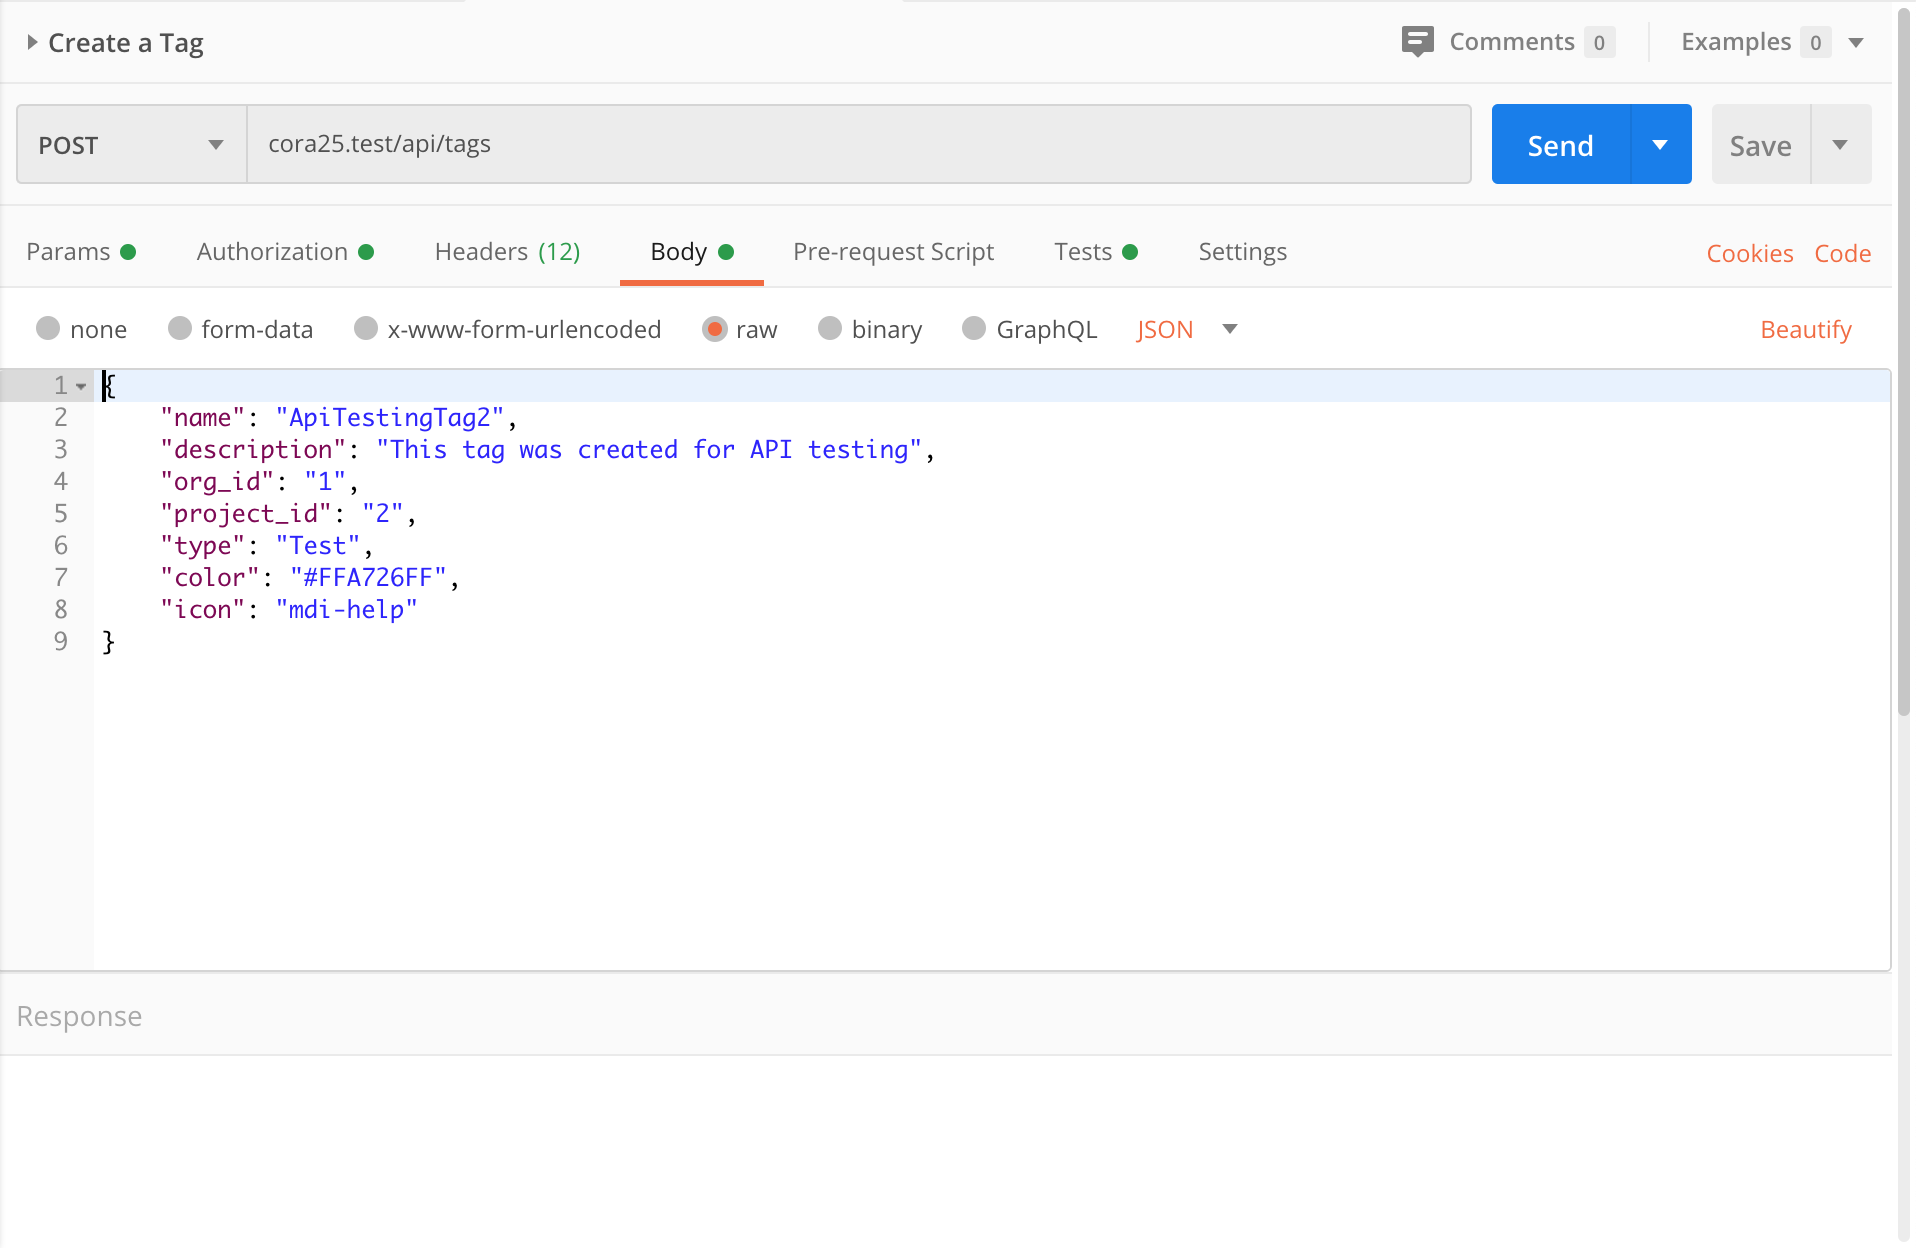 Create a Tag Comments 0 Examples 0
POST cora25.test/api/tags Send Save
Params Authorization Headers (12) Body Pre-request Script Tests Settings Cookies Code
none form-data x-www-form-urlencoded raw binary GraphQL JSON Beautify
1 {
2 "name": "ApiTestingTag2",
3 "description": "This tag was created for API testing",
4 "org_id": "1",
5 "project_id": "2",
6 "type": "Test",
7 "color": "#FFA726FF",
8 "icon": "mdi-help"
9 }
Response